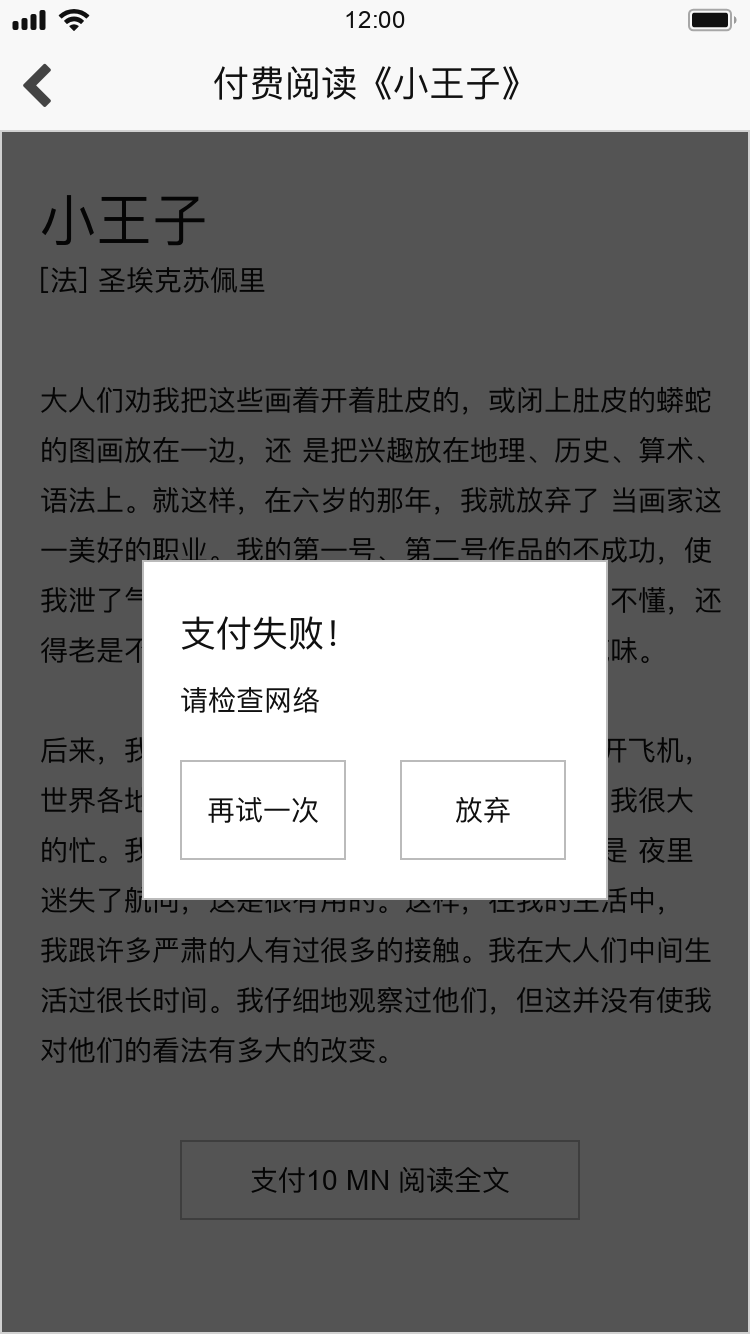 12:00
付费阅读《小王子》
小王子
[法] 圣埃克苏佩里
大人们劝我把这些画着开着肚皮的，或闭上肚皮的蟒蛇
的图画放在一边，还 是把兴趣放在地理、历史、算术、
语法上。就这样，在六岁的那年，我就放弃了 当画家这
一美好的职业。我的第一号、第二号作品的不成功，使
我泄了 不懂，还
得老是不 味。
支付失败！
请检查网络
再试一次 放弃
后来，我 开飞机，
世界各地 我很大
的忙。我 是 夜里
迷失了航向，这是很有用的。这样，在我的生活中，
我跟许多严肃的人有过很多的接触。我在大人们中间生
活过很长时间。我仔细地观察过他们，但这并没有使我
对他们的看法有多大的改变。
支付10 MN 阅读全文